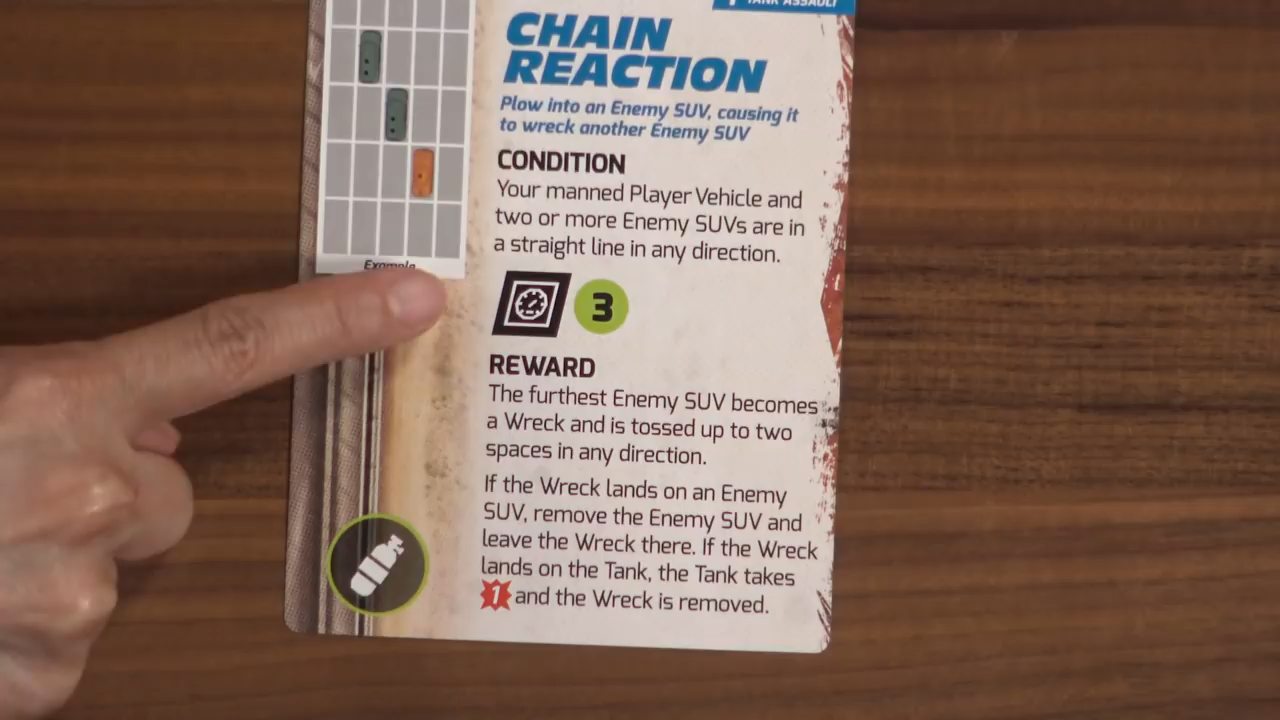 TANK ASSAULT
CHAIN
REACTION
Plow into an Enemy SUV, causing it
to wreck another Enemy SUV
CONDITION
Your manned Player Vehicle and
two or more Enemy SUVs are in
a straight line in any direction.
Example
3
REWARD
The furthest Enemy SUV becomes
a Wreck and is tossed up to two
spaces in any direction.
If the Wreck lands on an Enemy
SUV, remove the Enemy SUV and
leave the Wreck there. If the Wreck
lands on the Tank, the Tank takes
1 and the Wreck is removed.